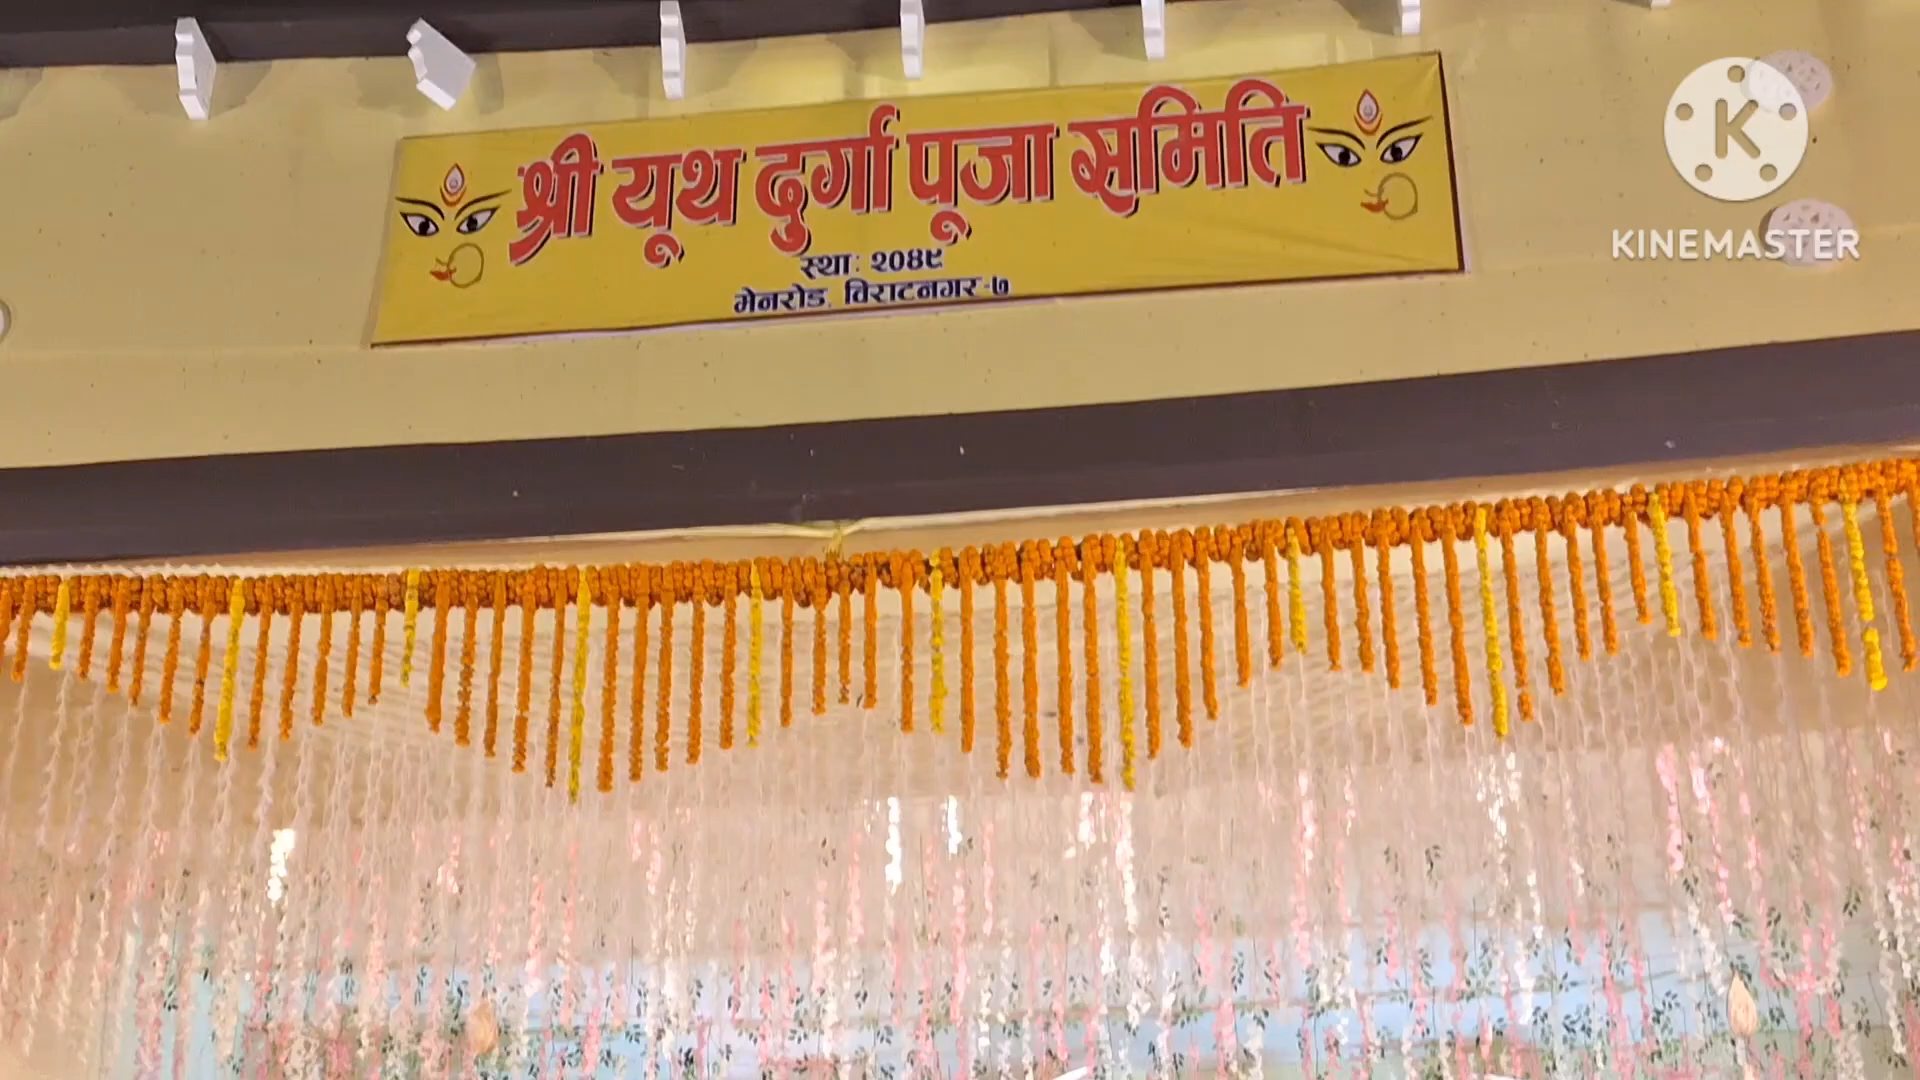 श्री यूथ दुर्गा पूजा समिति
स्था: २०४९
मेनरोड, विराटनगर-७
K
KINEMASTER